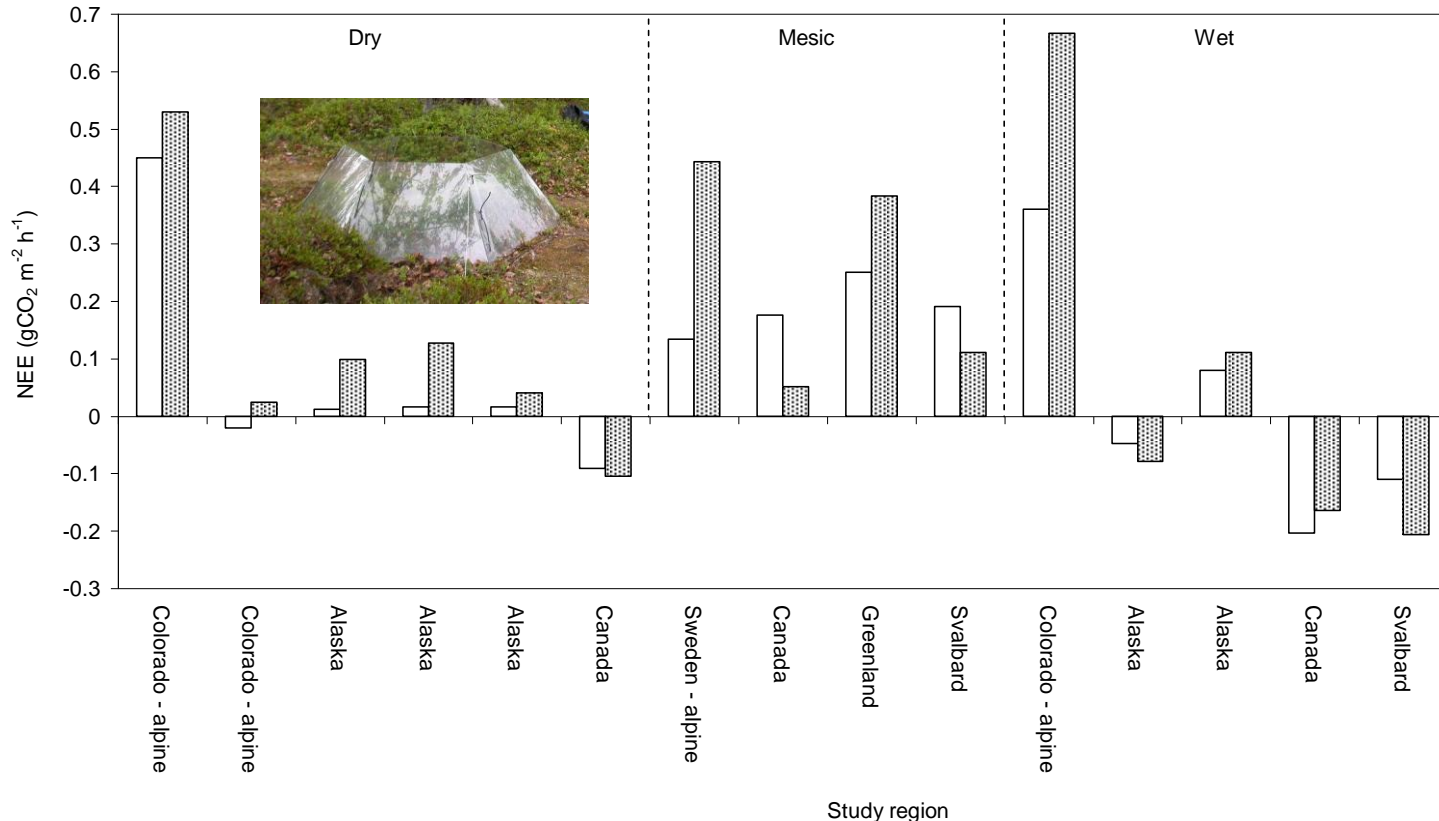 0.7
0.6
0.5
0.4
0.3
0.2
0.1
0
-0.1
-0.2
-0.3
NEE (gCO₂ m⁻² h⁻¹)
Dry
Mesic
Wet
Colorado - alpine
Colorado - alpine
Alaska
Alaska
Alaska
Canada
Sweden - alpine
Canada
Greenland
Svalbard
Colorado - alpine
Alaska
Alaska
Canada
Svalbard
Study region